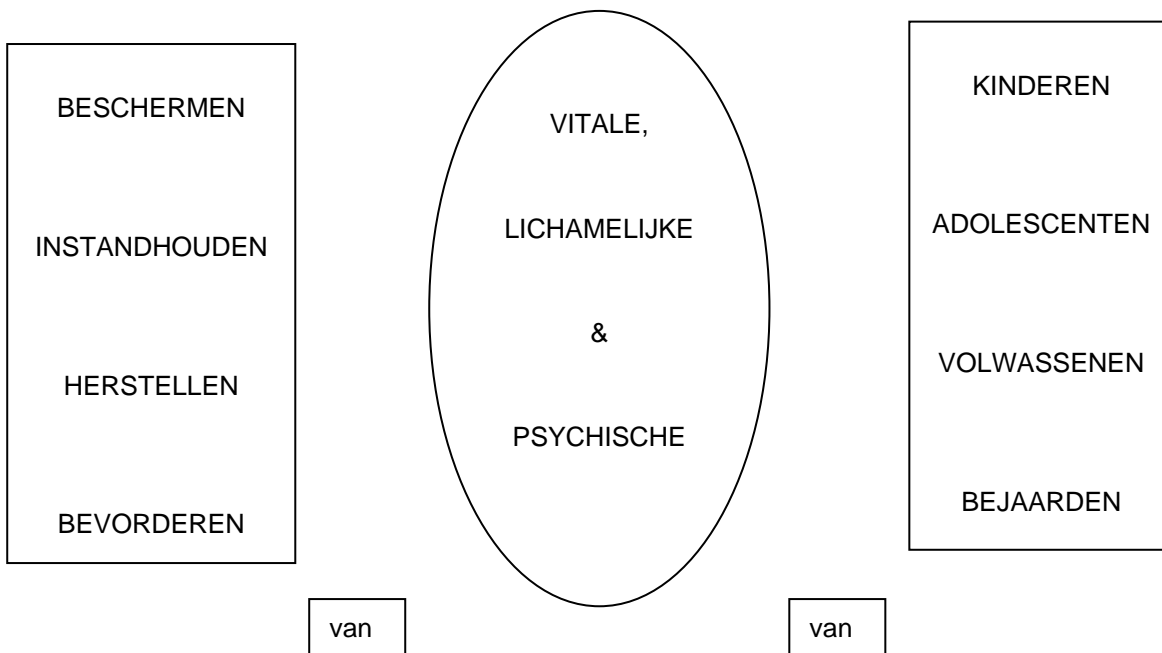 BESCHERMEN
INSTANDHOUDEN
HERSTELLEN
BEVORDEREN
van
VITALE,
LICHAMELIJKE
&
PSYCHISCHE
van
KINDEREN
ADOLESCENTEN
VOLWASSENEN
BEJAARDEN